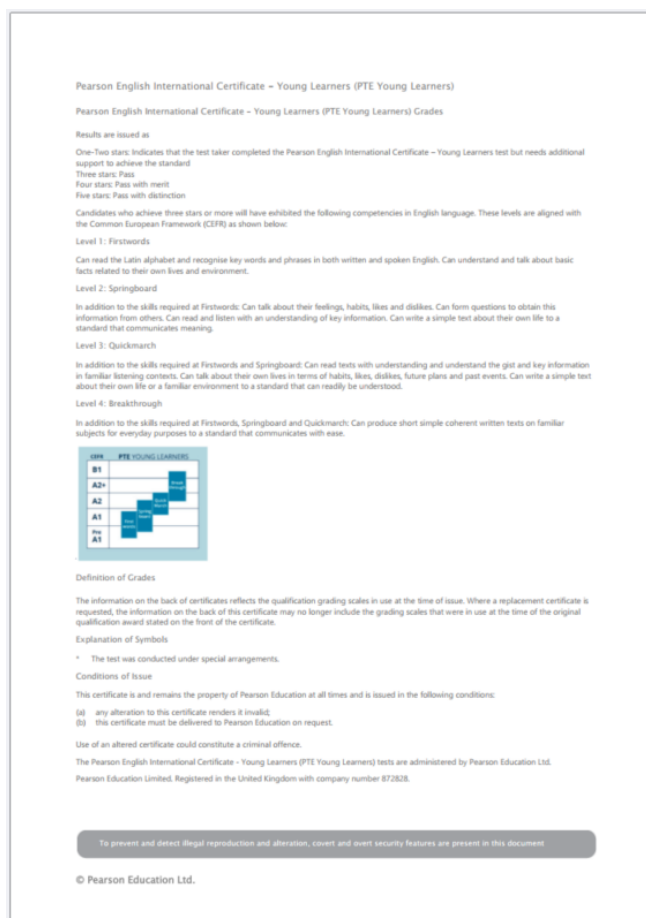 Pearson English International Certificate – Young Learners (PTE Young Learners)
Pearson English International Certificate – Young Learners (PTE Young Learners) Grades
Results are issued as
One–Two stars: Indicates that the test taker completed the Pearson English International Certificate – Young Learners test but needs additional
support to achieve the standard
Three stars: Pass
Four stars: Pass with merit
Five stars: Pass with distinction
Candidates who achieve three stars or more will have exhibited the following competencies in English language. These levels are aligned with
the Common European Framework (CEFR) as shown below:
Level 1: Firstwords
Can read the Latin alphabet and recognise key words and phrases in both written and spoken English. Can understand and talk about basic
facts related to their own lives and environment.
Level 2: Springboard
In addition to the skills required at Firstwords: Can talk about their feelings, habits, likes and dislikes. Can form questions to obtain this
information from others. Can read and listen with an understanding of key information. Can write a simple text about their own life to a
standard that communicates meaning.
Level 3: Quickmarch
In addition to the skills required at Firstwords and Springboard: Can read texts with understanding and understand the gist and key information
in familiar listening contexts. Can talk about their own lives in terms of habits, likes, dislikes, future plans and past events. Can write a simple text
about their own life or a familiar environment to a standard that can readily be understood.
Level 4: Breakthrough
In addition to the skills required at Firstwords, Springboard and Quickmarch: Can produce short simple coherent written texts on familiar
subjects for everyday purposes to a standard that communicates with ease.
CEFR PTE YOUNG LEARNERS
B1
A2+
Break
through
A2
Quick
March
A1
Spring
board
First
words
Pre
A1
Definition of Grades
The information on the back of certificates reflects the qualification grading scales in use at the time of issue. Where a replacement certificate is
requested, the information on the back of this certificate may no longer include the grading scales that were in use at the time of the original
qualification award stated on the front of the certificate.
Explanation of Symbols
* The test was conducted under special arrangements.
Conditions of Issue
This certificate is and remains the property of Pearson Education at all times and is issued in the following conditions:
(a) any alteration to this certificate renders it invalid;
(b) this certificate must be delivered to Pearson Education on request.
Use of an altered certificate could constitute a criminal offence.
The Pearson English International Certificate - Young Learners (PTE Young Learners) tests are administered by Pearson Education Ltd.
Pearson Education Limited. Registered in the United Kingdom with company number 872828.
To prevent and detect illegal reproduction and alteration, covert and overt security features are present in this document
© Pearson Education Ltd.